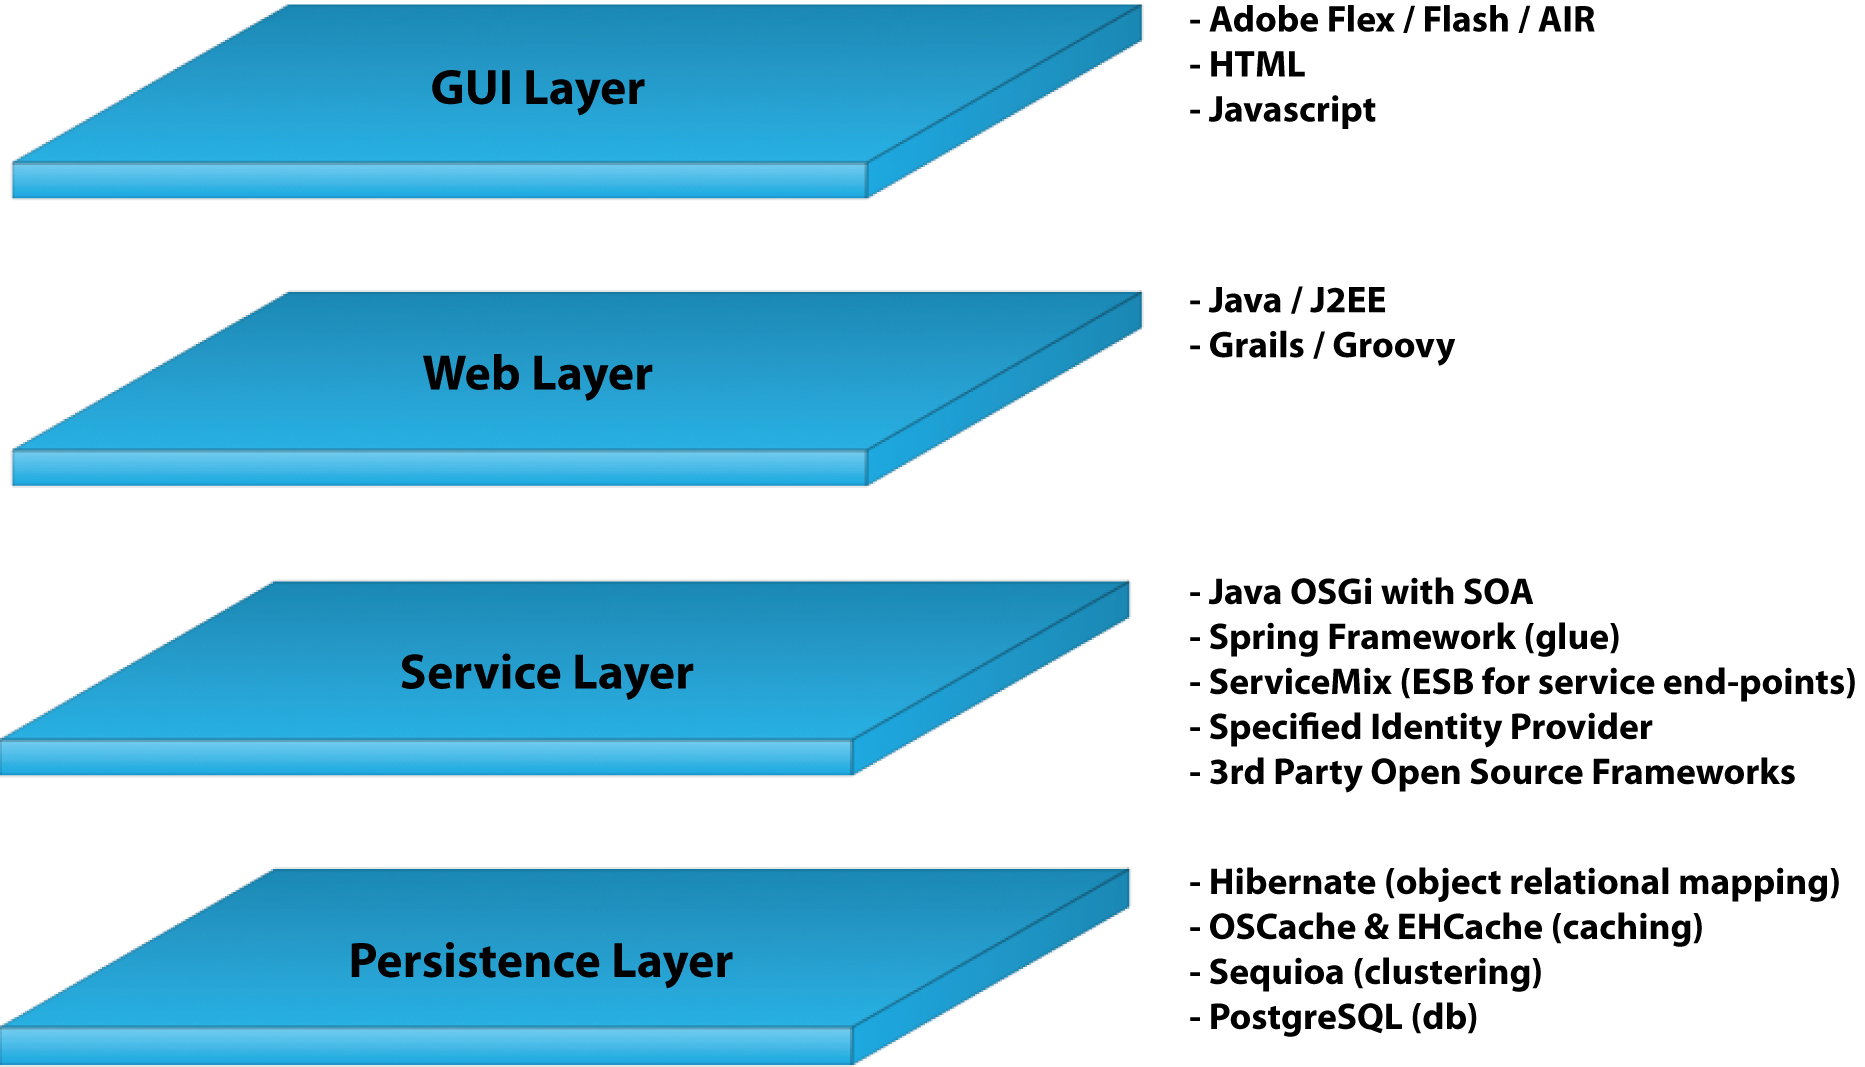 GUI Layer
- Adobe Flex / Flash / AIR
- HTML
- Javascript
Web Layer
- Java / J2EE
- Grails / Groovy
Service Layer
- Java OSGi with SOA
- Spring Framework (glue)
- ServiceMix (ESB for service end-points)
- Specified Identity Provider
- 3rd Party Open Source Frameworks
Persistence Layer
- Hibernate (object relational mapping)
- OSCache & EHCache (caching)
- Sequioa (clustering)
- PostgreSQL (db)